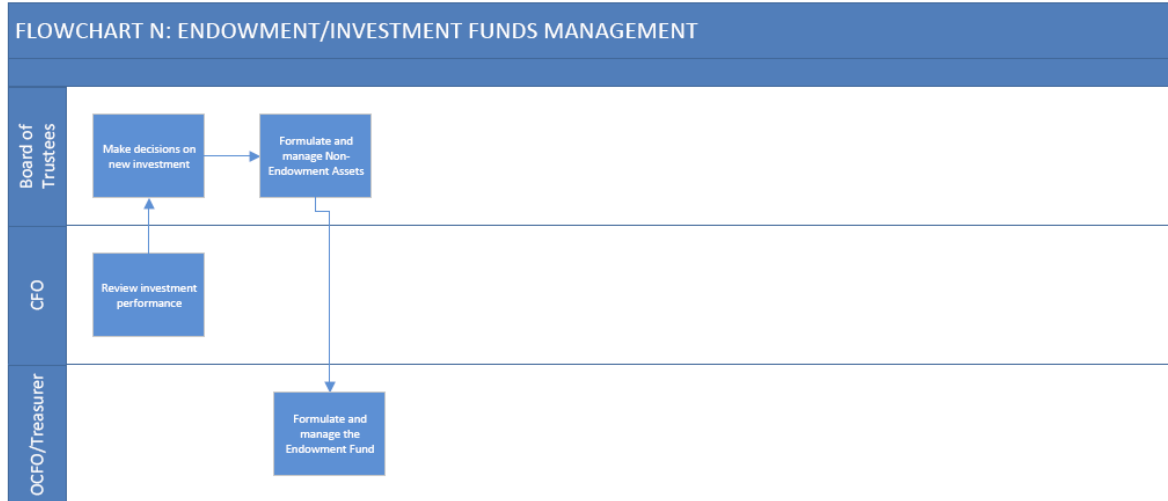 FLOWCHART N: ENDOWMENT/INVESTMENT FUNDS MANAGEMENT
Board of
Trustees
Make decisions on
new investment
Formulate and
manage Non-
Endowment Assets
CFO
Review investment
performance
OCFO/Treasurer
Formulate and
manage the
Endowment Fund